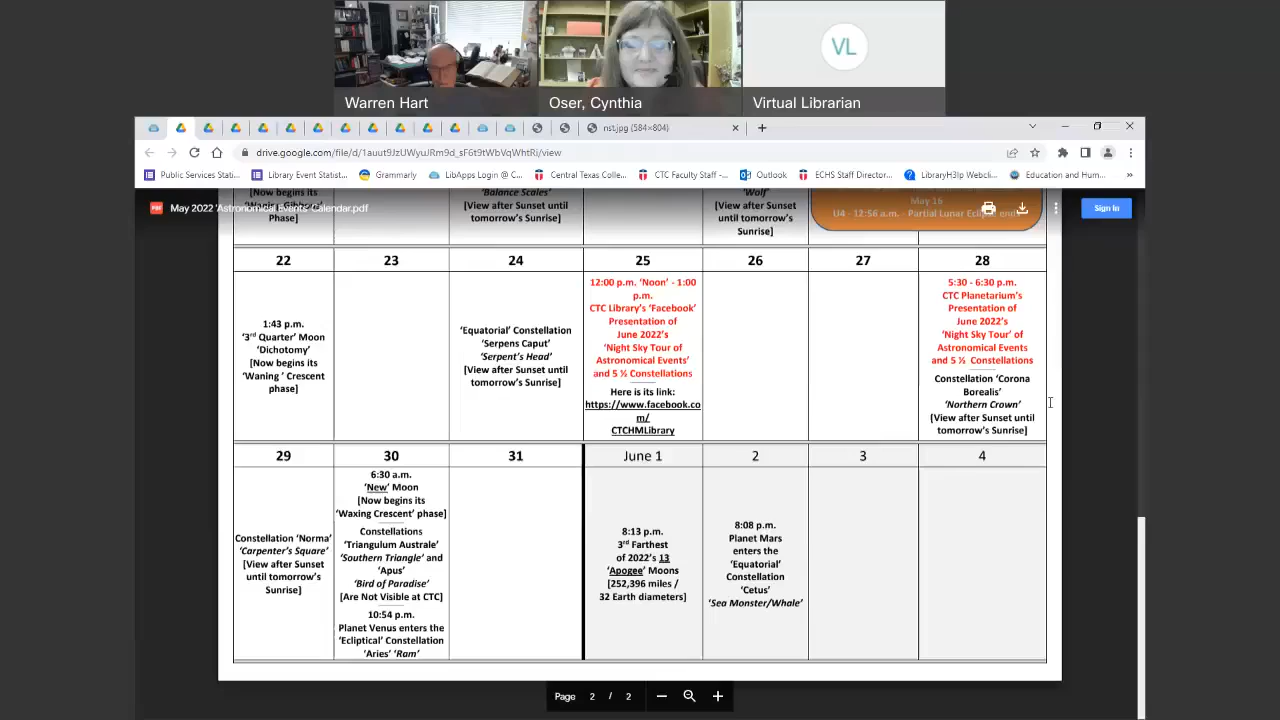 VL
Warren Hart
Oser, Cynthia
Virtual Librarian
nst.jpg (584×804)
drive.google.com/file/d/1auut9JzUWyuJRm9d_sF6t9tWbVqWhtRi/view
Public Services Stati...
Library Event Statist...
Grammarly
LibApps Login @ C...
Central Texas Colle...
CTC Faculty Staff -...
Outlook
ECHS Staff Director...
LibraryH3lp Webcli...
Education and Hum...
»
[Now begins its
Phase]
May 2022 'Astronomical Events' Calendar.pdf
'Balance Scales'
[View after Sunset until
tomorrow's Sunrise]
'Wolf'
[View after Sunset
until tomorrow's
Sunrise]
May 16
U4 - 12:56 a.m. - Partial Lunar Eclipse ends
Sign in
22
23
24
25
26
27
28
1:43 p.m.
'3rd Quarter' Moon
'Dichotomy'
[Now begins its
'Waning ' Crescent
phase]
'Equatorial' Constellation
'Serpens Caput'
'Serpent's Head'
[View after Sunset until
tomorrow's Sunrise]
12:00 p.m. 'Noon' - 1:00
p.m.
CTC Library's 'Facebook'
Presentation of
June 2022's
'Night Sky Tour of
Astronomical Events'
and 5 ½ Constellations
Here is its link:
https://www.facebook.co
m/
CTCHMLibrary
5:30 - 6:30 p.m.
CTC Planetarium's
Presentation of
June 2022's
'Night Sky Tour' of
Astronomical Events
and 5 ½ Constellations
Constellation 'Corona
Borealis'
'Northern Crown'
[View after Sunset until
tomorrow's Sunrise]
29
30
31
June 1
2
3
4
Constellation 'Norma'
'Carpenter's Square'
[View after Sunset
until tomorrow's
Sunrise]
6:30 a.m.
'New' Moon
[Now begins its
'Waxing Crescent' phase]
Constellations
'Triangulum Australe'
'Southern Triangle' and
'Apus'
'Bird of Paradise'
[Are Not Visible at CTC]
10:54 p.m.
Planet Venus enters the
'Ecliptical' Constellation
'Aries' 'Ram'
8:13 p.m.
3rd Farthest
of 2022's 13
'Apogee' Moons
[252,396 miles /
32 Earth diameters]
8:08 p.m.
Planet Mars
enters the
'Equatorial'
Constellation
'Cetus'
'Sea Monster/Whale'
Page 2 / 2